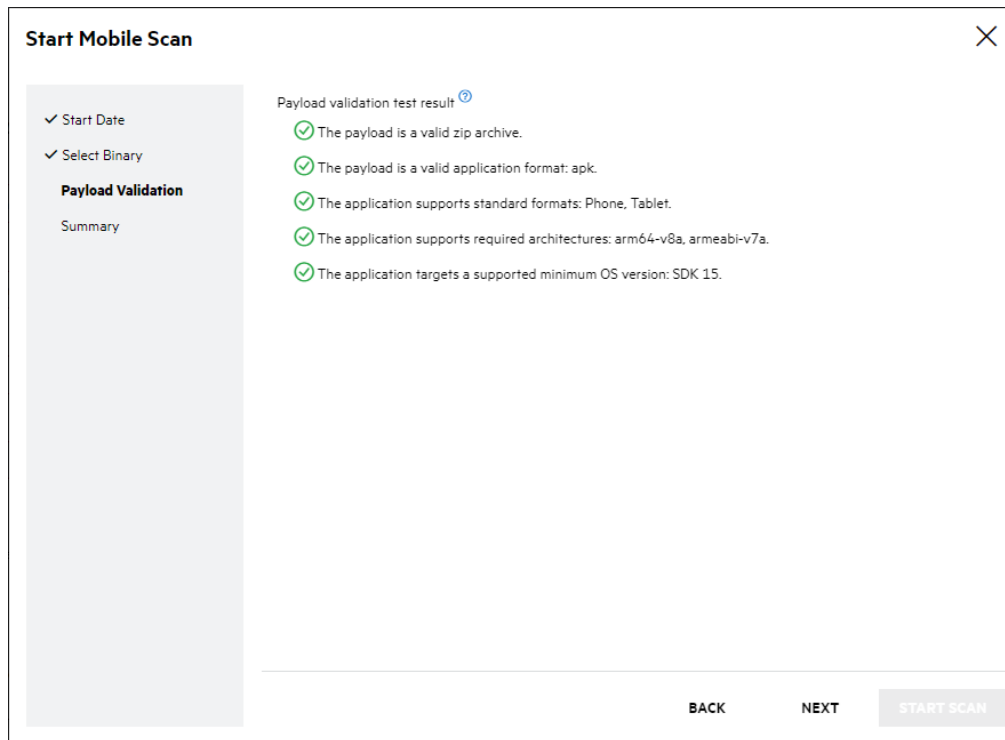 Start Mobile Scan
Start Date
Select Binary
Payload Validation
Summary
Payload validation test result
The payload is a valid zip archive.
The payload is a valid application format: apk.
The application supports standard formats: Phone, Tablet.
The application supports required architectures: arm64-v8a, armeabi-v7a.
The application targets a supported minimum OS version: SDK 15.
BACK NEXT START SCAN